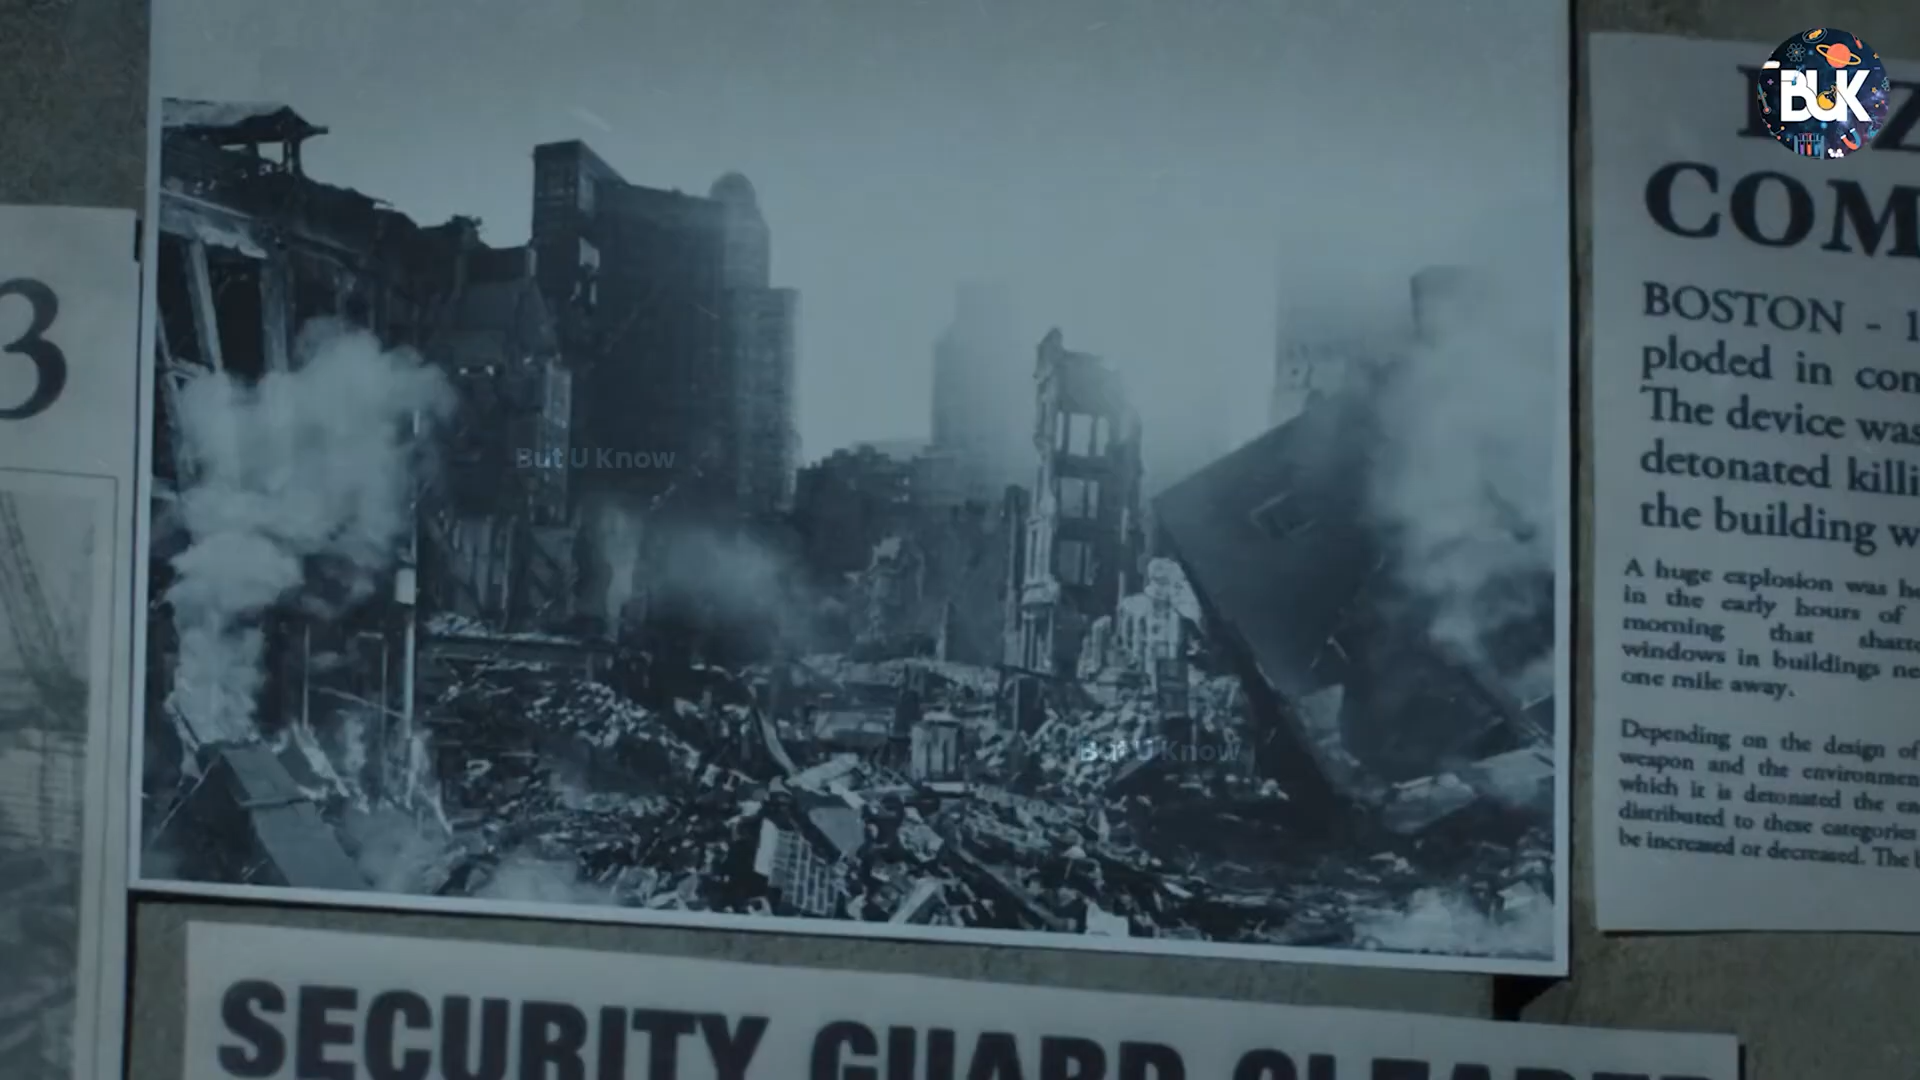 BUK
3
COM
BOSTON - 1
ploded in con
The device was
detonated killi
the building w
A huge explosion was he
in the early hours of
morning that shatte
windows in buildings ne
one mile away.
Depending on the design of
weapon and the environmen
which it is detonated the en
distributed to these categories
be increased or decreased. The b
But U Know
But U Know
SECURITY GUARD CLEARED